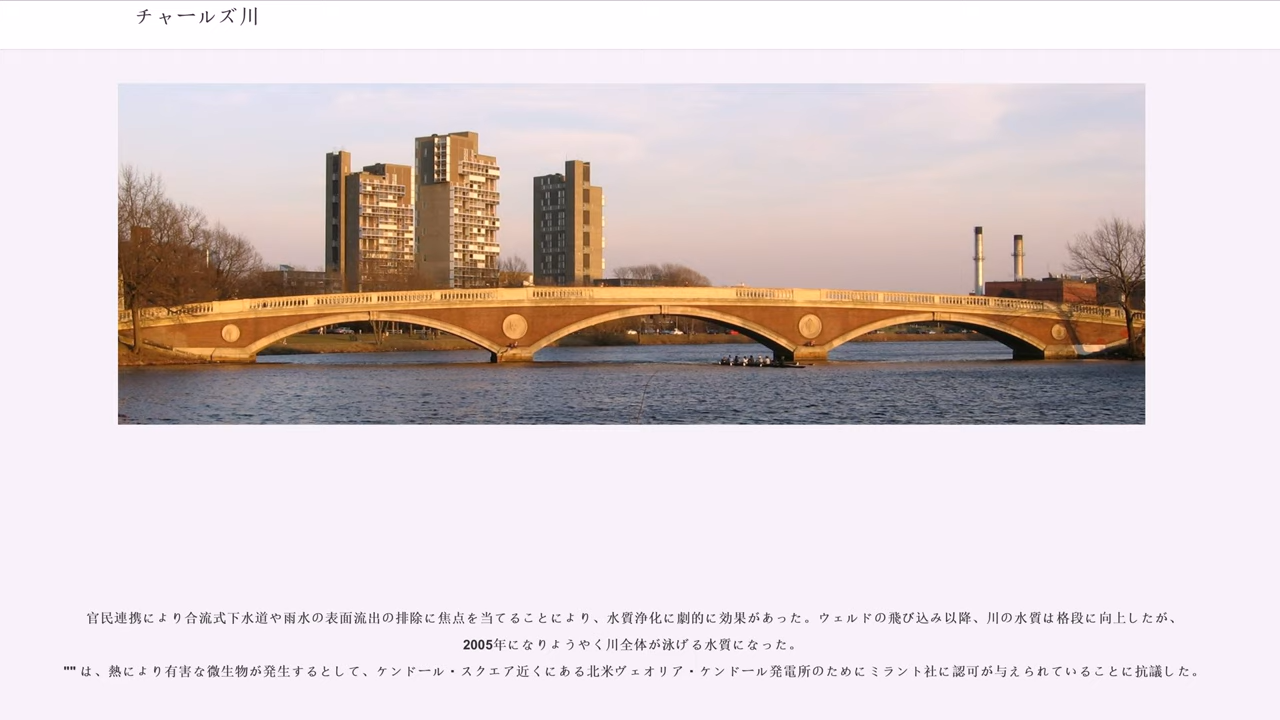 チャールズ川
官民連携により合流式下水道や雨水の表面流出の排除に焦点を当てることにより、水質浄化に劇的に効果があった。ウェルドの飛び込み以降、川の水質は格段に向上したが、
2005年になりようやく川全体が泳げる水質になった。
"" は、熱により有害な微生物が発生するとして、ケンドール・スクエア近くにある北米ヴェオリア・ケンドール発電所のためにミラント社に認可が与えられていることに抗議した。